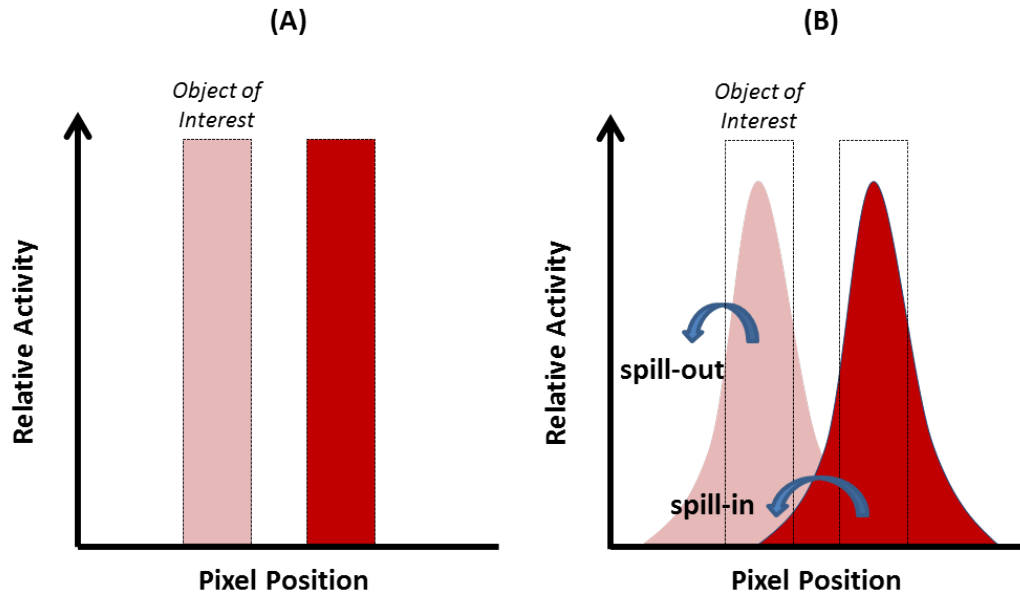 (A)
Object of
Interest
Relative Activity
Pixel Position
(B)
Object of
Interest
Relative Activity
spill-out
spill-in
Pixel Position